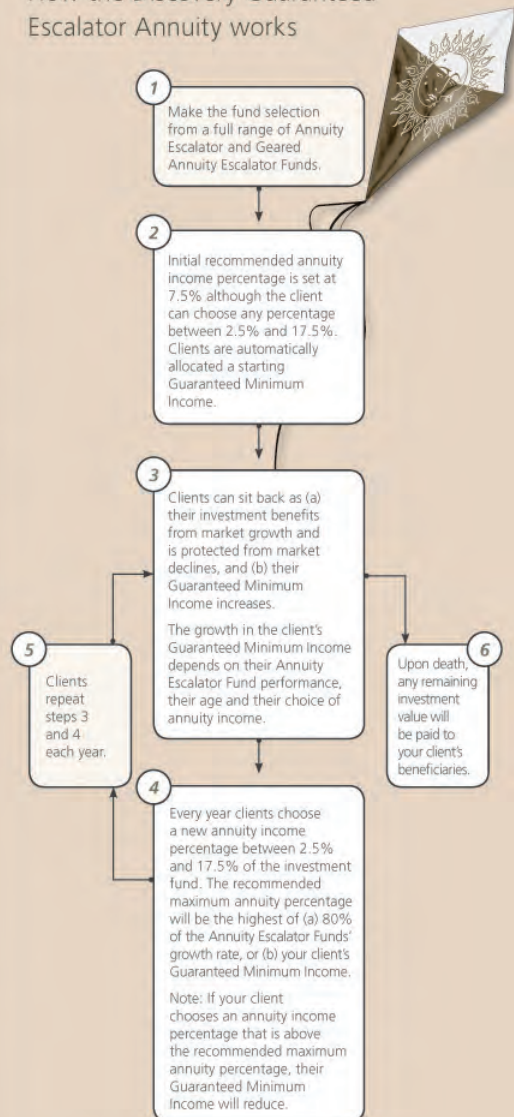 Escalator Annuity works
1
Make the fund selection
from a full range of Annuity
Escalator and Geared
Annuity Escalator Funds.
2
Initial recommended annuity
income percentage is set at
7.5% although the client
can choose any percentage
between 2.5% and 17.5%.
Clients are automatically
allocated a starting
Guaranteed Minimum
Income.
3
Clients can sit back as (a)
their investment benefits
from market growth and
is protected from market
declines, and (b) their
Guaranteed Minimum
Income increases.
The growth in the client's
Guaranteed Minimum Income
depends on their Annuity
Escalator Fund performance,
their age and their choice of
annuity income.
4
Every year clients choose
a new annuity income
percentage between 2.5%
and 17.5% of the investment
fund. The recommended
maximum annuity percentage
will be the highest of (a) 80%
of the Annuity Escalator Funds'
growth rate, or (b) your client's
Guaranteed Minimum Income.
Note: If your client
chooses an annuity income
percentage that is above
the recommended maximum
annuity percentage, their
Guaranteed Minimum
Income will reduce.
5
Clients
repeat
steps 3
and 4
each year.
6
Upon death,
any remaining
investment
value will
be paid to
your client's
beneficiaries.